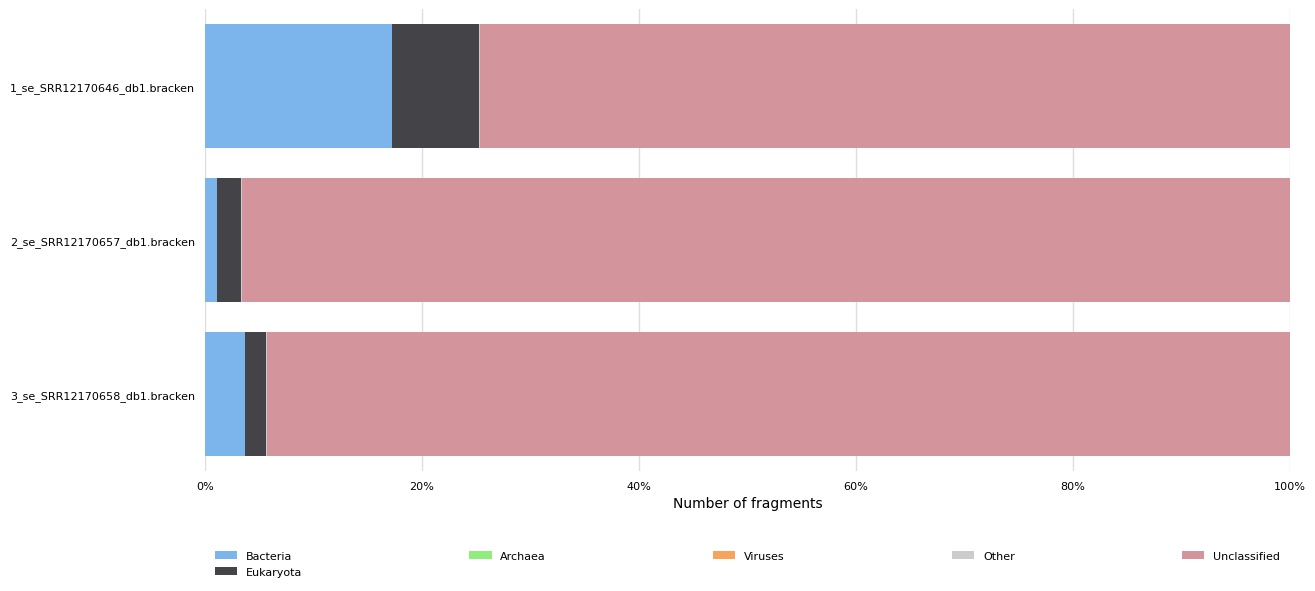 1_se_SRR12170646_db1.bracken
2_se_SRR12170657_db1.bracken
3_se_SRR12170658_db1.bracken
0% 20% 40% 60% 80% 100%
Number of fragments
Bacteria Archaea Viruses Other Unclassified
Eukaryota